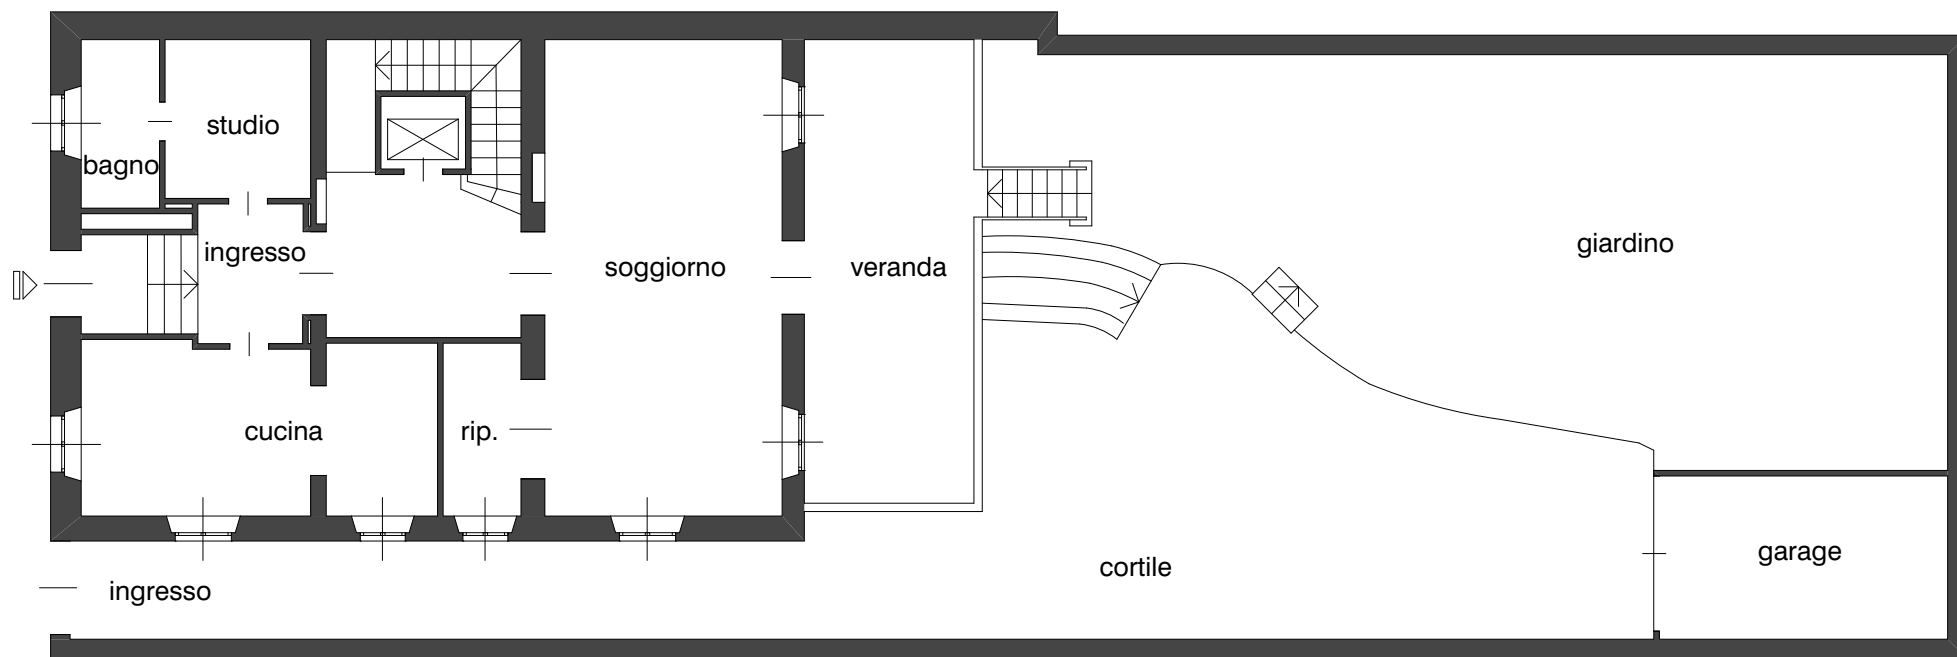 studio
bagno
ingresso
soggiorno
veranda
giardino
cucina
rip.
garage
cortile
ingresso